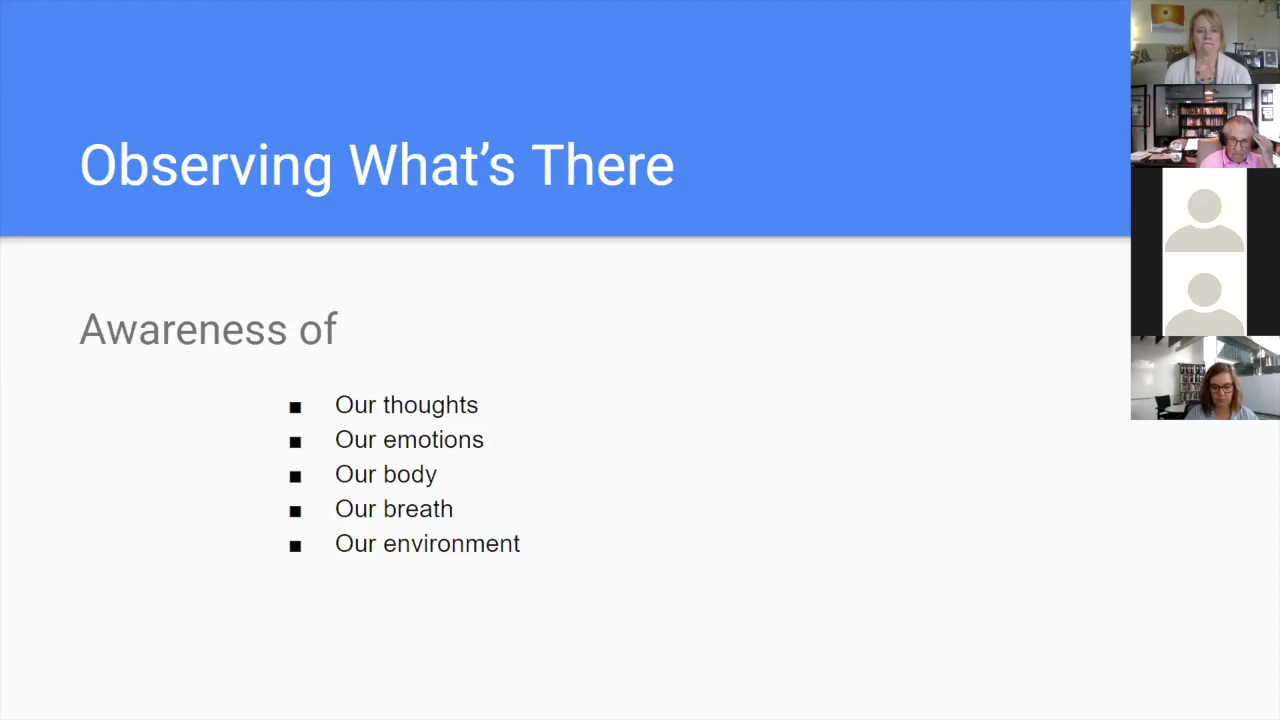 Observing What’s There
Awareness of
■ Our thoughts
■ Our emotions
■ Our body
■ Our breath
■ Our environment